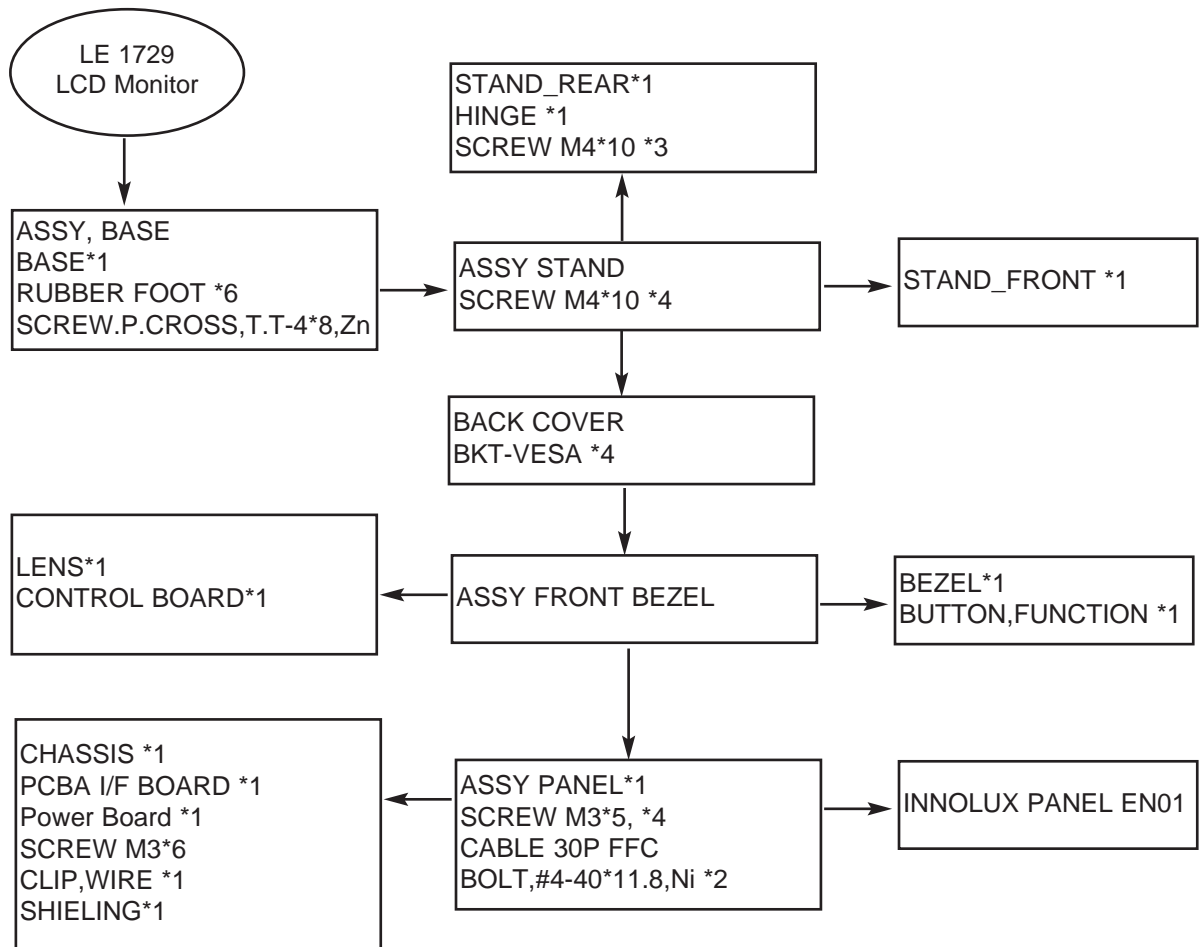 LE 1729
LCD Monitor
STAND_REAR*1
HINGE *1
SCREW M4*10 *3
ASSY, BASE
BASE*1
RUBBER FOOT *6
SCREW.P.CROSS,T.T-4*8,Zn
ASSY STAND
SCREW M4*10 *4
STAND_FRONT *1
BACK COVER
BKT-VESA *4
LENS*1
CONTROL BOARD*1
ASSY FRONT BEZEL
BEZEL*1
BUTTON,FUNCTION *1
CHASSIS *1
PCBA I/F BOARD *1
Power Board *1
SCREW M3*6
CLIP,WIRE *1
SHIELING*1
ASSY PANEL*1
SCREW M3*5, *4
CABLE 30P FFC
BOLT,#4-40*11.8,Ni *2
INNOLUX PANEL EN01